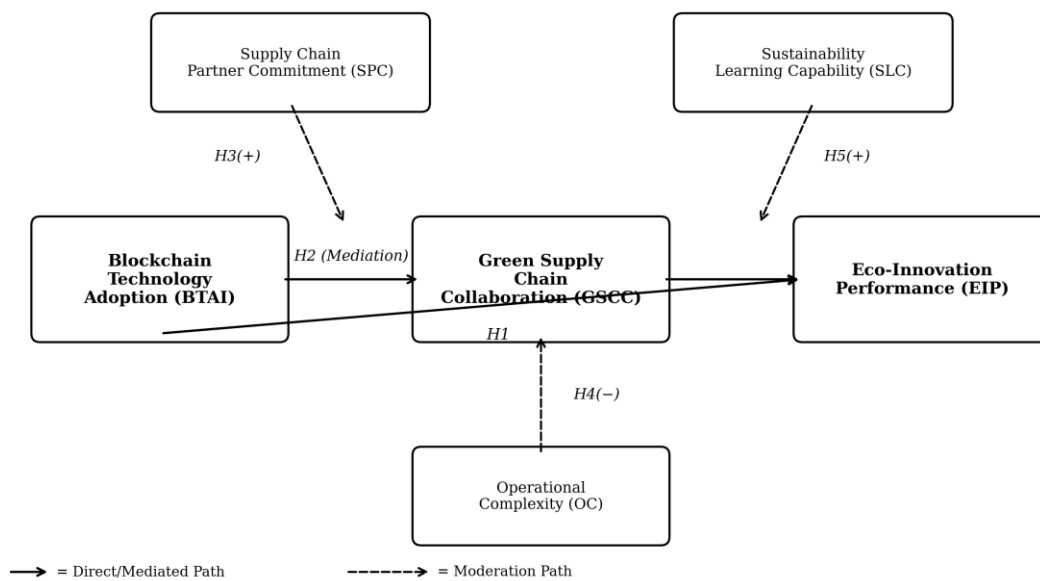 Supply Chain
Partner Commitment (SPC)
Sustainability
Learning Capability (SLC)
H3(+)
H5(+)
Blockchain
Technology
Adoption (BTAI)
H2 (Mediation)
Green Supply
Chain
Collaboration (GSCC)
Eco-Innovation
Performance (EIP)
H1
H4(−)
Operational
Complexity (OC)
= Direct/Mediated Path
= Moderation Path